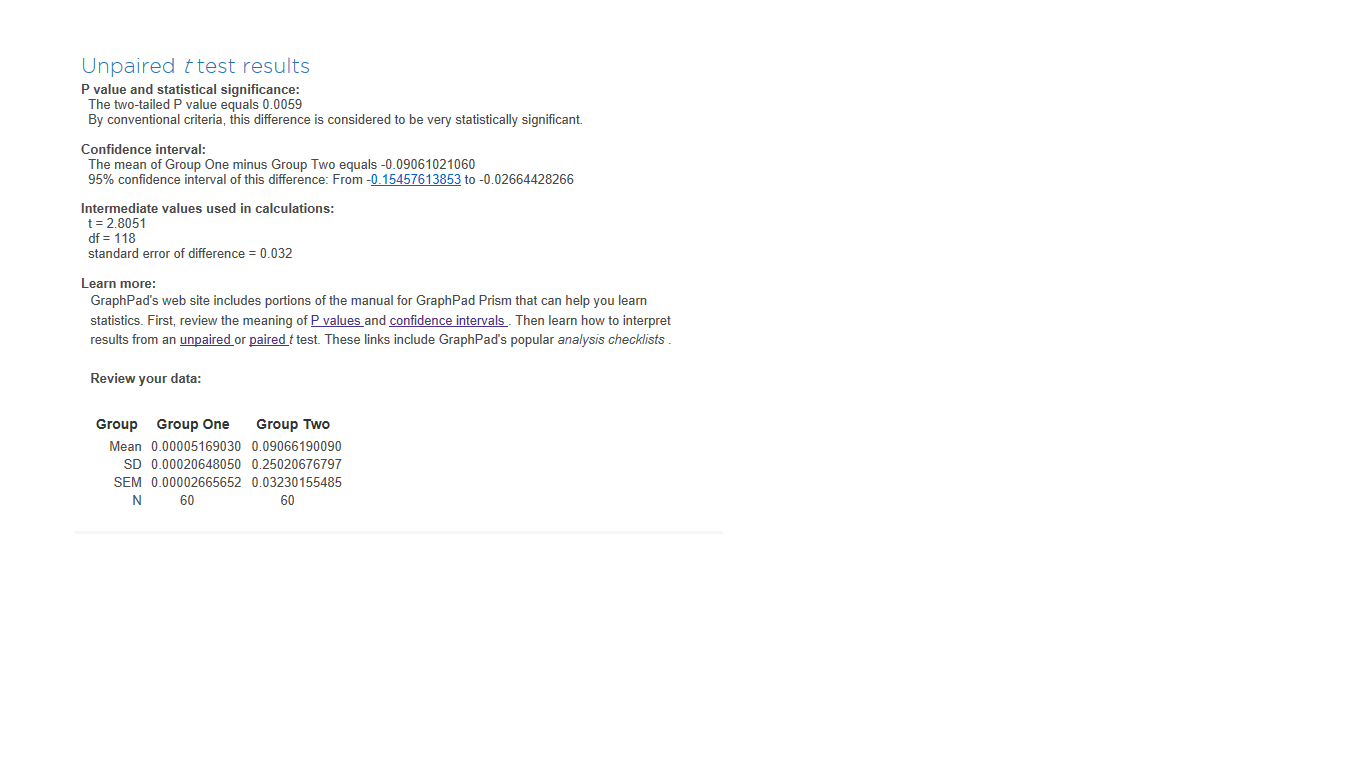 Unpaired t test results
P value and statistical significance:
The two-tailed P value equals 0.0059
By conventional criteria, this difference is considered to be very statistically significant.
Confidence interval:
The mean of Group One minus Group Two equals -0.09061021060
95% confidence interval of this difference: From -0.15457613853 to -0.02664428266
Intermediate values used in calculations:
t = 2.8051
df = 118
standard error of difference = 0.032
Learn more:
GraphPad's web site includes portions of the manual for GraphPad Prism that can help you learn
statistics. First, review the meaning of P values and confidence intervals . Then learn how to interpret
results from an unpaired or paired t test. These links include GraphPad's popular analysis checklists .
Review your data:
Group Group One Group Two
Mean 0.00005169030 0.09066190090
SD 0.00020648050 0.25020676797
SEM 0.00002665652 0.03230155485
N 60 60